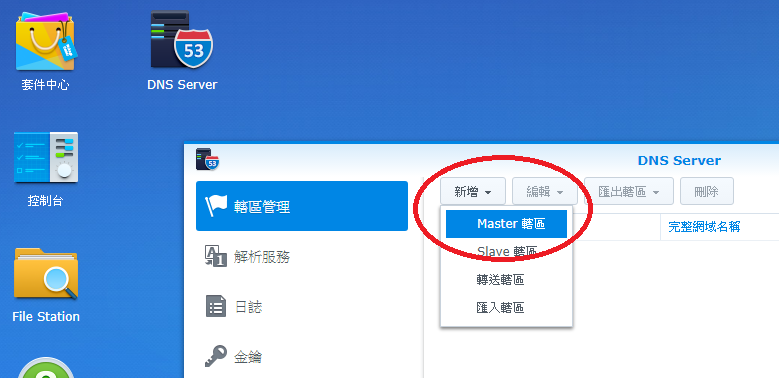 53
套件中心
DNS Server
控制台
File Station
53
DNS Server
轄區管理
解析服務
日誌
金鑰
新增
編輯
匯出轄區
刪除
完整網域名稱
Master 轄區
Slave 轄區
轉送轄區
匯入轄區